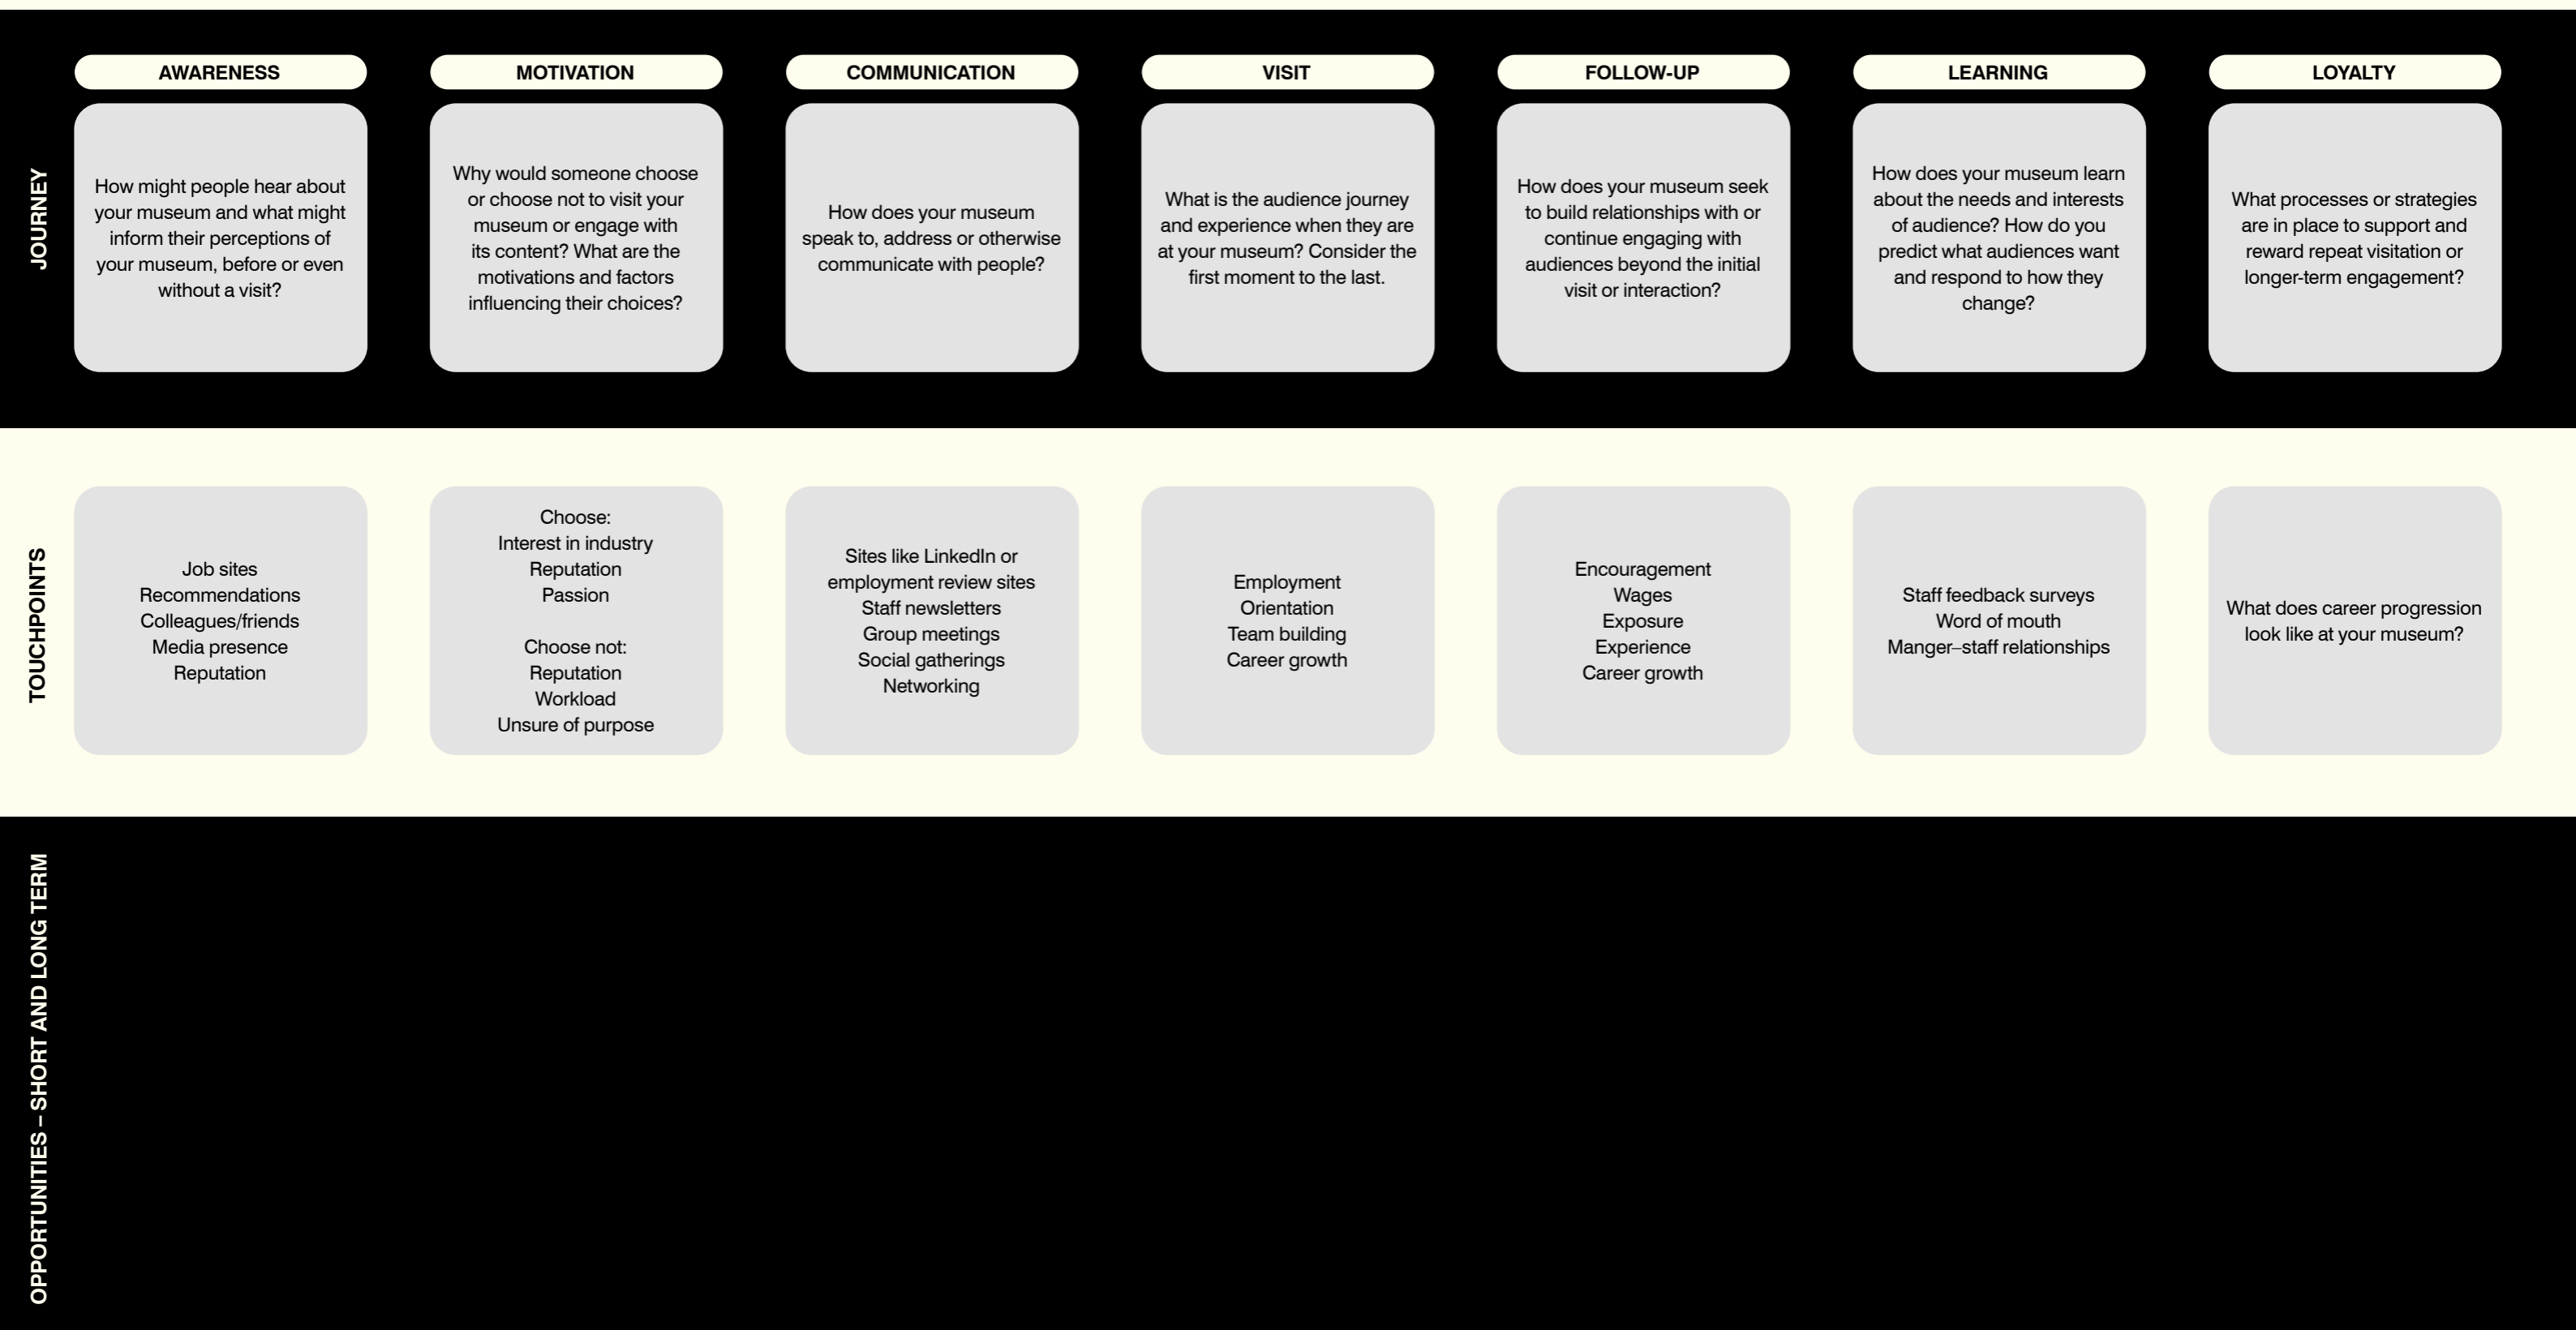 JOURNEY
AWARENESS
How might people hear about
your museum and what might
inform their perceptions of
your museum, before or even
without a visit?
MOTIVATION
Why would someone choose
or choose not to visit your
museum or engage with
its content? What are the
motivations and factors
influencing their choices?
COMMUNICATION
How does your museum
speak to, address or otherwise
communicate with people?
VISIT
What is the audience journey
and experience when they are
at your museum? Consider the
first moment to the last.
FOLLOW-UP
How does your museum seek
to build relationships with or
continue engaging with
audiences beyond the initial
visit or interaction?
LEARNING
How does your museum learn
about the needs and interests
of audience? How do you
predict what audiences want
and respond to how they
change?
LOYALTY
What processes or strategies
are in place to support and
reward repeat visitation or
longer-term engagement?
TOUCHPOINTS
Job sites
Recommendations
Colleagues/friends
Media presence
Reputation
Choose:
Interest in industry
Reputation
Passion
Choose not:
Reputation
Workload
Unsure of purpose
Sites like LinkedIn or
employment review sites
Staff newsletters
Group meetings
Social gatherings
Networking
Employment
Orientation
Team building
Career growth
Encouragement
Wages
Exposure
Experience
Career growth
Staff feedback surveys
Word of mouth
Manger–staff relationships
What does career progression
look like at your museum?
OPPORTUNITIES – SHORT AND LONG TERM